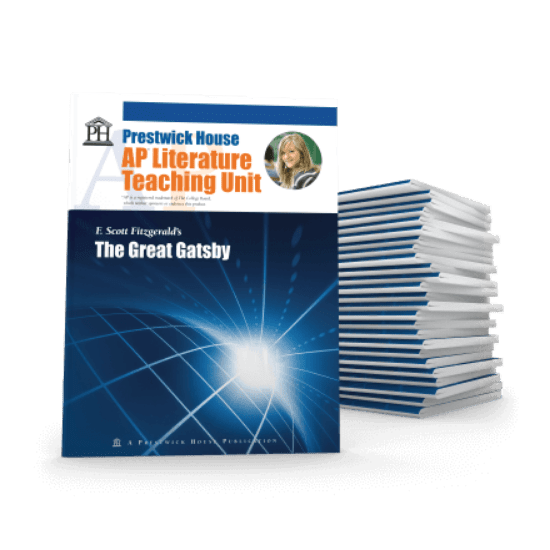 PH
Prestwick House
AP Literature
Teaching Unit
F. Scott Fitzgerald's
The Great Gatsby
A Prestwick House Publication